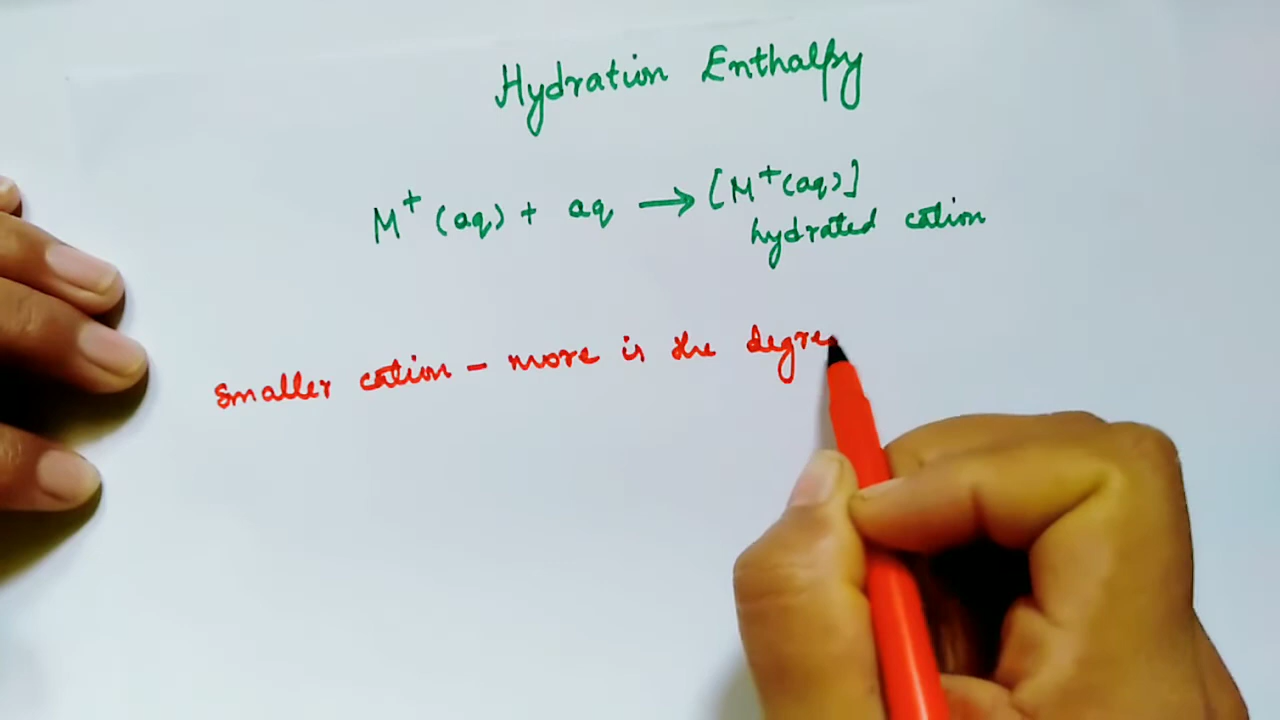 Hydration Enthalpy
M⁺(aq) + aq → [M⁺(aq)]
hydrated cation
Smaller cation - more is the degre